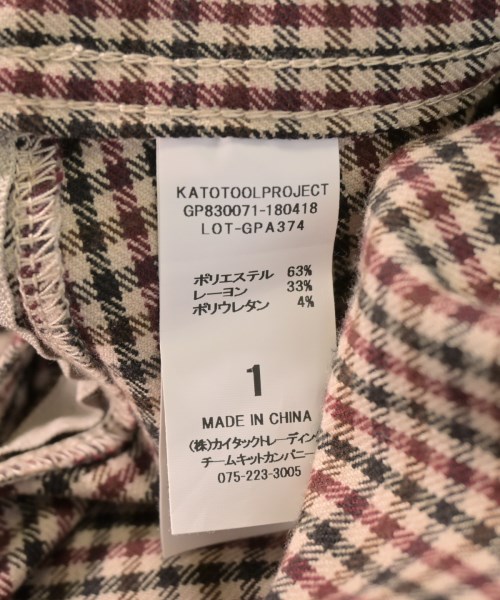 KATOTOOLPROJECT
GP830071-180418
LOT-GPA374
ポリエステル 63%
レーヨン 33%
ポリウレタン 4%
1
MADE IN CHINA
(株)カイタックトレーディング
チームキットカンパニー
075-223-3005